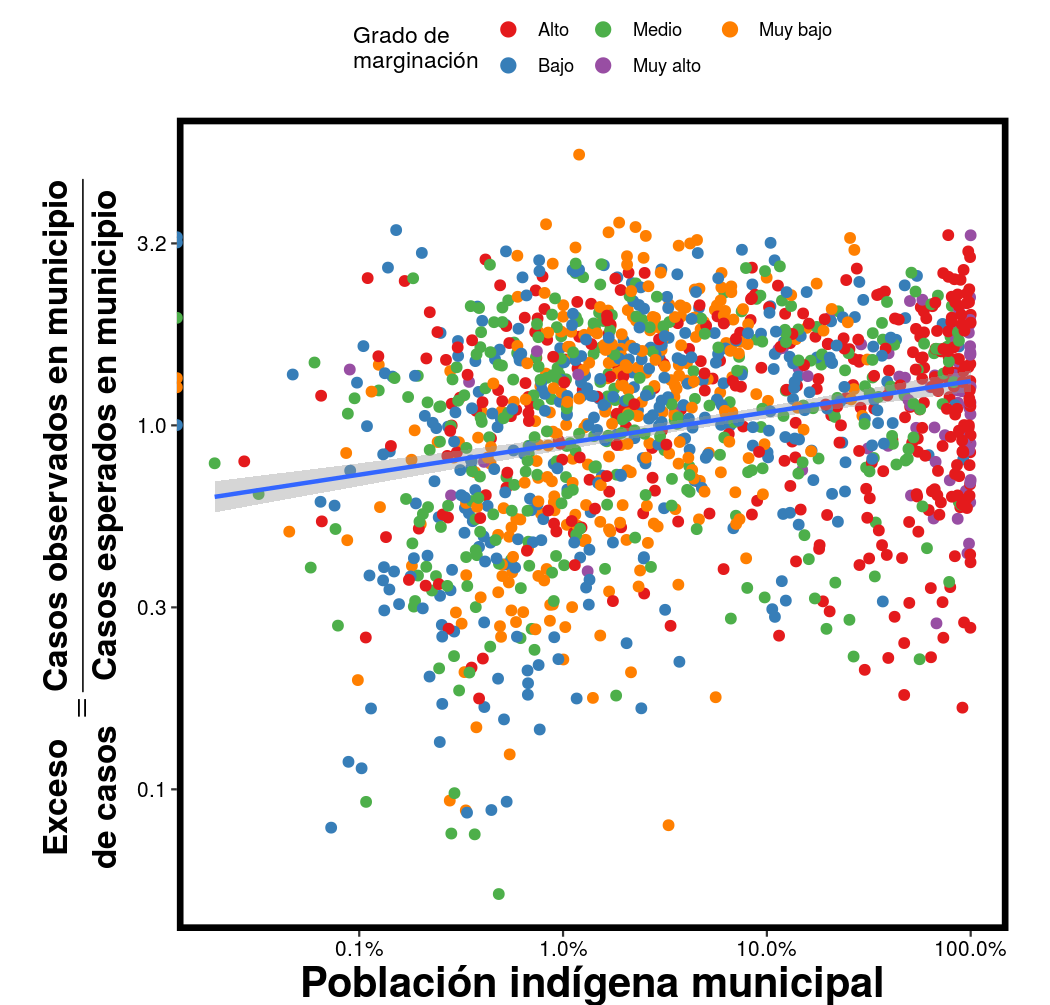 Grado de
marginación
Alto
Medio
Muy bajo
Bajo
Muy alto
Exceso
de casos
=
Casos observados en municipio
Casos esperados en municipio
3.2
1.0
0.3
0.1
0.1%
1.0%
10.0%
100.0%
Población indígena municipal